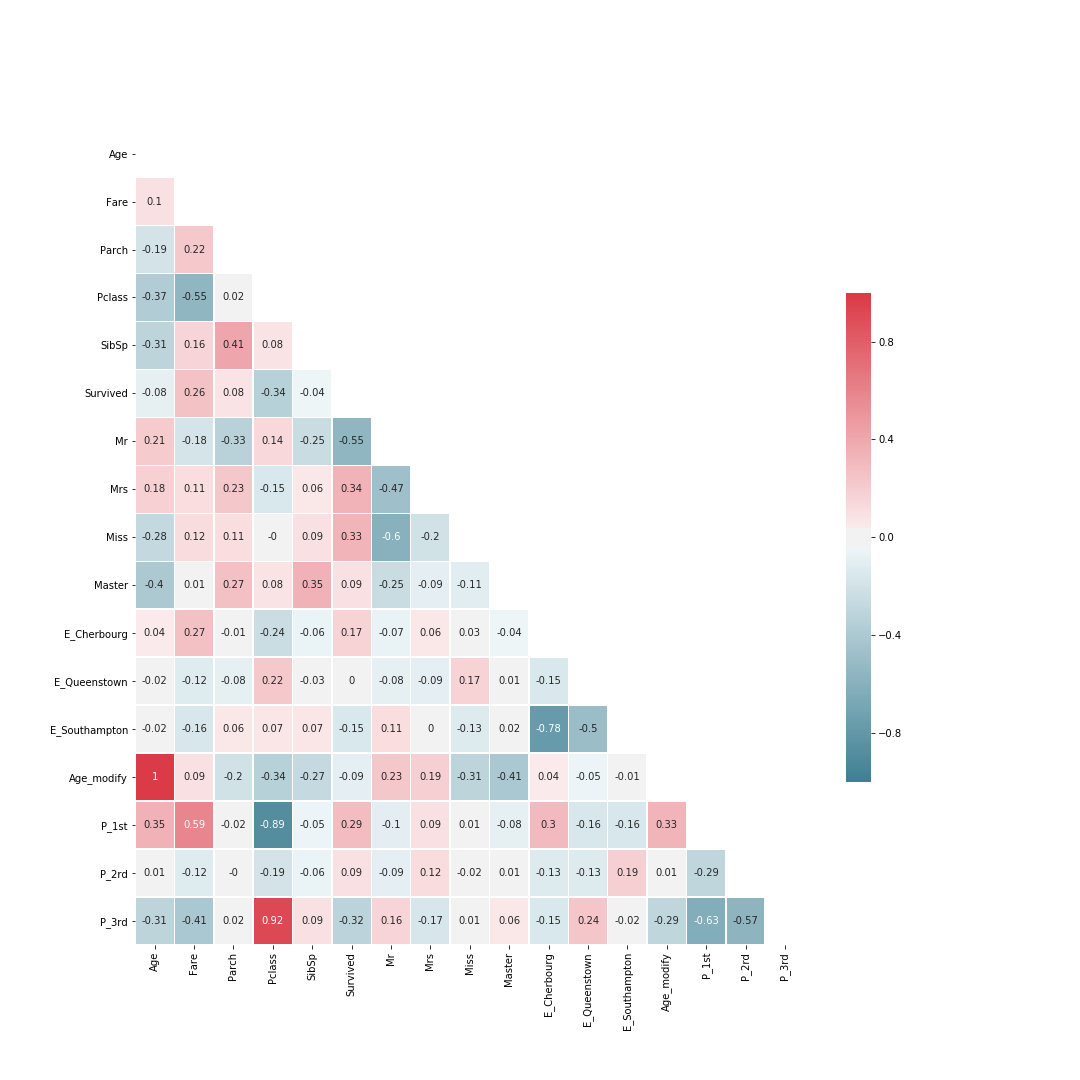 Age
Fare 0.1
Parch -0.19 0.22
Pclass -0.37 -0.55 0.02
SibSp -0.31 0.16 0.41 0.08
Survived -0.08 0.26 0.08 -0.34 -0.04
Mr 0.21 -0.18 -0.33 0.14 -0.25 -0.55
Mrs 0.18 0.11 0.23 -0.15 0.06 0.34 -0.47
Miss -0.28 0.12 0.11 -0 0.09 0.33 -0.6 -0.2
Master -0.4 0.01 0.27 0.08 0.35 0.09 -0.25 -0.09 -0.11
E_Cherbourg 0.04 0.27 -0.01 -0.24 -0.06 0.17 -0.07 0.06 0.03 -0.04
E_Queenstown -0.02 -0.12 -0.08 0.22 -0.03 0 -0.08 -0.09 0.17 0.01 -0.15
E_Southampton -0.02 -0.16 0.06 0.07 0.07 -0.15 0.11 0 -0.13 0.02 -0.78 -0.5
Age_modify 1 0.09 -0.2 -0.34 -0.27 -0.09 0.23 0.19 -0.31 -0.41 0.04 -0.05 -0.01
P_1st 0.35 0.59 -0.02 -0.89 -0.05 0.29 -0.1 0.09 0.01 -0.08 0.3 -0.16 -0.16 0.33
P_2rd 0.01 -0.12 -0 -0.19 -0.06 0.09 -0.09 0.12 -0.02 0.01 -0.13 -0.13 0.19 0.01 -0.29
P_3rd -0.31 -0.41 0.02 0.92 0.09 -0.32 0.16 -0.17 0.01 0.06 -0.15 0.24 -0.02 -0.29 -0.63 -0.57
Age Fare Parch Pclass SibSp Survived Mr Mrs Miss Master E_Cherbourg E_Queenstown E_Southampton Age_modify P_1st P_2rd P_3rd
0.8
0.4
0.0
−0.4
−0.8